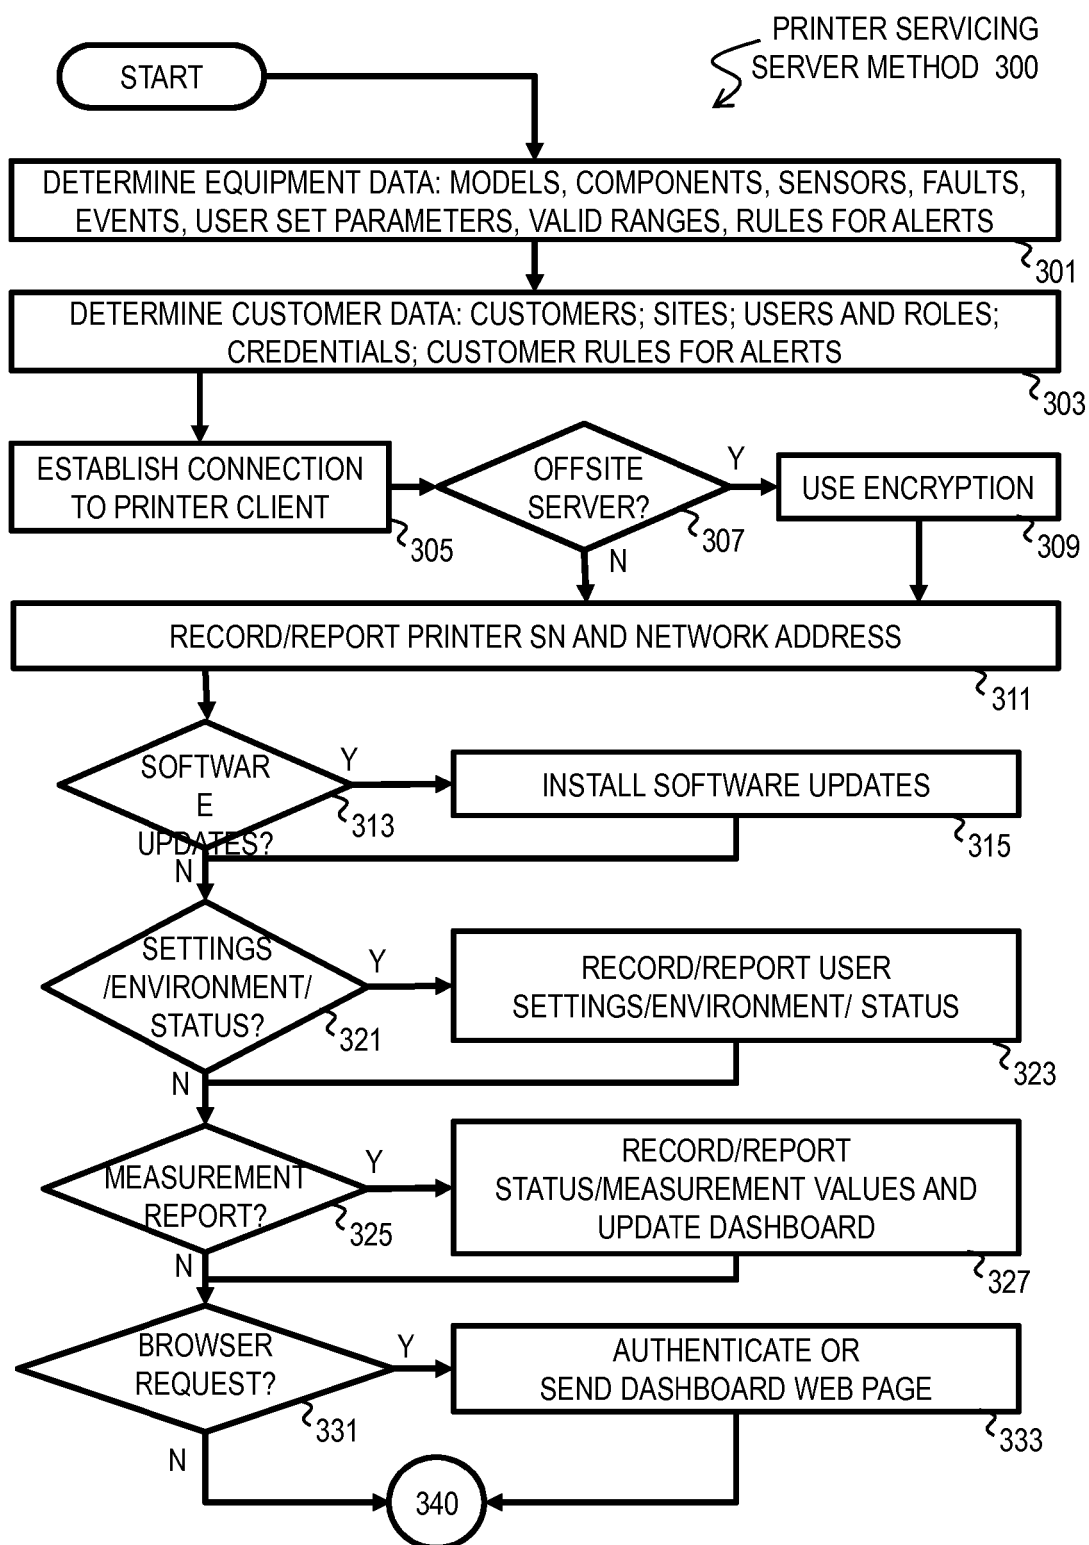 PRINTER SERVICING
SERVER METHOD 300
START
DETERMINE EQUIPMENT DATA: MODELS, COMPONENTS, SENSORS, FAULTS,
EVENTS, USER SET PARAMETERS, VALID RANGES, RULES FOR ALERTS
301
DETERMINE CUSTOMER DATA: CUSTOMERS; SITES; USERS AND ROLES;
CREDENTIALS; CUSTOMER RULES FOR ALERTS
303
ESTABLISH CONNECTION
TO PRINTER CLIENT
305
OFFSITE
SERVER?
307
Y
N
USE ENCRYPTION
309
RECORD/REPORT PRINTER SN AND NETWORK ADDRESS
311
SOFTWAR
E
UPDATES?
313
Y
N
INSTALL SOFTWARE UPDATES
315
SETTINGS
/ENVIRONMENT/
STATUS?
321
Y
N
RECORD/REPORT USER
SETTINGS/ENVIRONMENT/ STATUS
323
MEASUREMENT
REPORT?
325
Y
N
RECORD/REPORT
STATUS/MEASUREMENT VALUES AND
UPDATE DASHBOARD
327
BROWSER
REQUEST?
331
Y
N
AUTHENTICATE OR
SEND DASHBOARD WEB PAGE
333
340